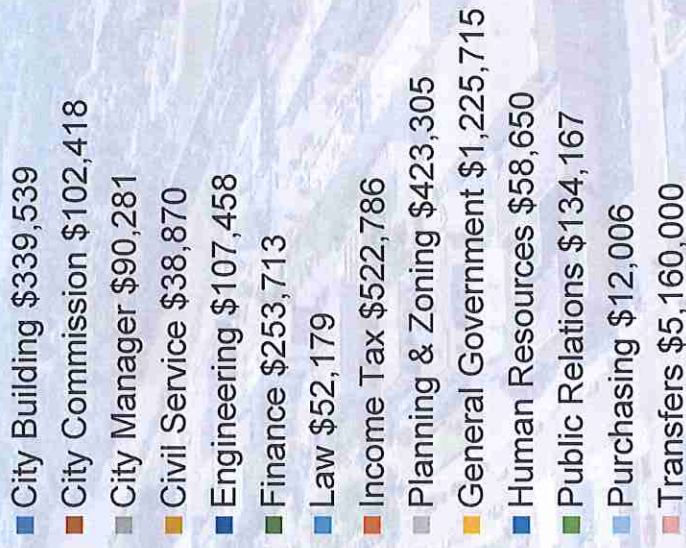 City Building $339,539
City Commission $102,418
City Manager $90,281
Civil Service $38,870
Engineering $107,458
Finance $253,713
Law $52,179
Income Tax $522,786
Planning & Zoning $423,305
General Government $1,225,715
Human Resources $58,650
Public Relations $134,167
Purchasing $12,006
Transfers $5,160,000